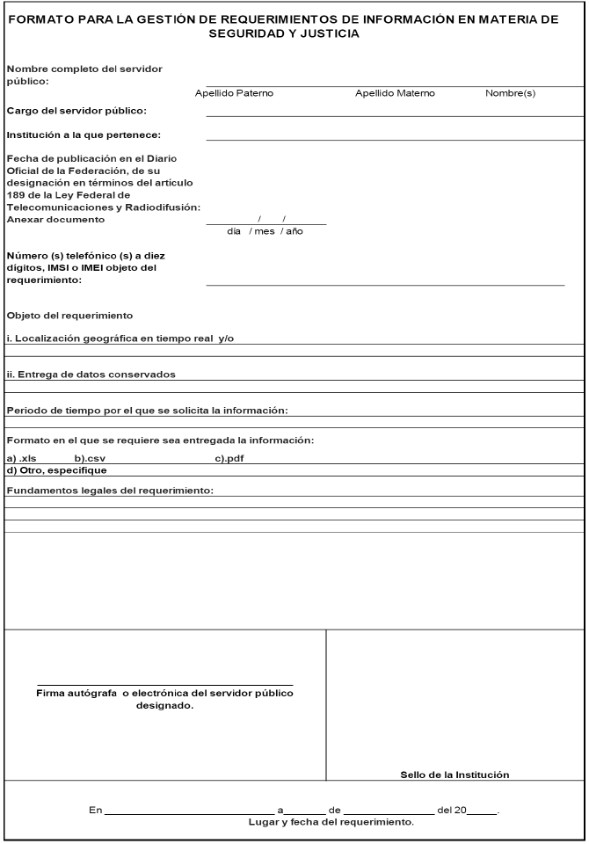 FORMATO PARA LA GESTIÓN DE REQUERIMIENTOS DE INFORMACIÓN EN MATERIA DE
SEGURIDAD Y JUSTICIA
Nombre completo del servidor
público:
Apellido Paterno Apellido Materno Nombre(s)
Cargo del servidor público:
Institución a la que pertenece:
Fecha de publicación en el Diario
Oficial de la Federación, de su
designación en términos del artículo
189 de la Ley Federal de
Telecomunicaciones y Radiodifusión:
Anexar documento / /
dia / mes / año
Número (s) telefónico (s) a diez
dígitos, IMSI o IMEI objeto del
requerimiento:
Objeto del requerimiento
i. Localización geográfica en tiempo real y/o
ii. Entrega de datos conservados
Periodo de tiempo por el que se solicita la información:
Formato en el que se requiere sea entregada la información:
a) .xls b).csv c).pdf
d) Otro, especifique
Fundamentos legales del requerimiento:
Firma autógrafa o electrónica del servidor público
designado.
Sello de la Institución
En ____ a____ de ____ del 20____.
Lugar y fecha del requerimiento.